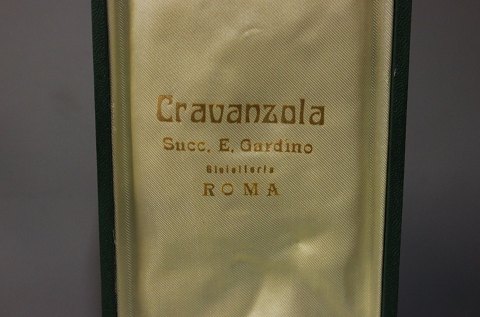 Cravanzola
Succ. E. Gardino
Gioielleria
ROMA